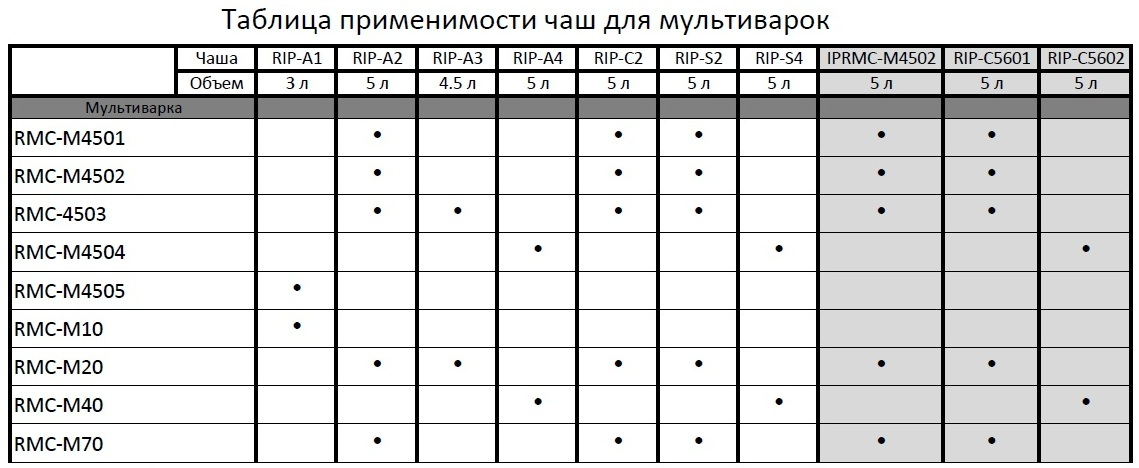 Таблица применимости чаш для мультиварок
Чаша RIP-A1 RIP-A2 RIP-A3 RIP-A4 RIP-C2 RIP-S2 RIP-S4 IPRMC-M4502 RIP-C5601 RIP-C5602
Объем 3 л 5 л 4.5 л 5 л 5 л 5 л 5 л 5 л 5 л 5 л
Мультиварка
RMC-M4501 • • • • •
RMC-M4502 • • • • •
RMC-4503 • • • • • •
RMC-M4504 • • •
RMC-M4505 •
RMC-M10 •
RMC-M20 • • • • • •
RMC-M40 • • •
RMC-M70 • • • • •